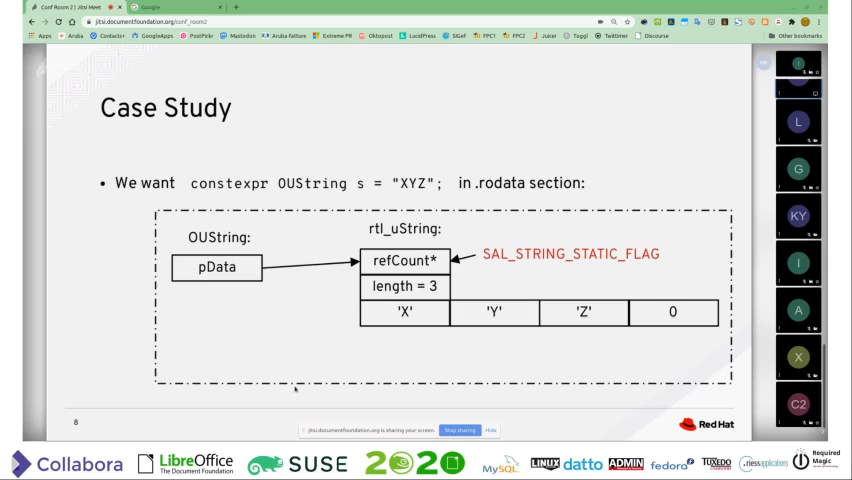 Conf Room 2 | Jitsi Meet
Google
jitsi.documentfoundation.org/conf_room2
Apps
Aruba
Contacts+
GoogleApps
PostPickr
Mastodon
Aruba fatture
Extreme PR
Oktopost
LucidPress
SIGef
FPC1
FPC2
Juker
Toggl
Twittimer
Discourse
Other bookmarks
Case Study
• We want constexpr OUString s = "XYZ"; in .rodata section:
OUString:
rtl_uString:
pData
refCount*
SAL_STRING_STATIC_FLAG
length = 3
'X' 'Y' 'Z' 0
8
jitsi.documentfoundation.org is sharing your screen.
Stop sharing
Hide
Red Hat
I
L
G
KY
I
A
X
C2
Collabora
LibreOffice
The Document Foundation
SUSE
2020
MySQL
LINUX
datto
ADMIN
fedora
TUXEDO
Required
Magic